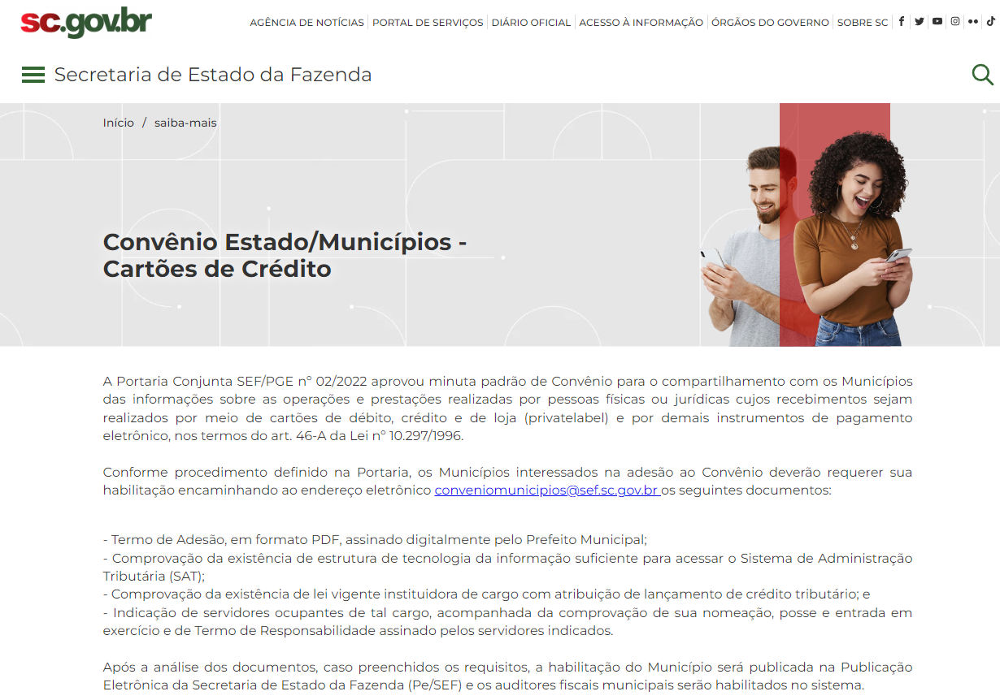 sc.gov.br
AGÊNCIA DE NOTÍCIAS PORTAL DE SERVIÇOS DIÁRIO OFICIAL ACESSO À INFORMAÇÃO ÓRGÃOS DO GOVERNO SOBRE SC
Secretaria de Estado da Fazenda
Início / saiba-mais
Convênio Estado/Municípios -
Cartões de Crédito
A Portaria Conjunta SEF/PGE nº 02/2022 aprovou minuta padrão de Convênio para o compartilhamento com os Municípios
das informações sobre as operações e prestações realizadas por pessoas físicas ou jurídicas cujos recebimentos sejam
realizados por meio de cartões de débito, crédito e de loja (privatelabel) e por demais instrumentos de pagamento
eletrônico, nos termos do art. 46-A da Lei nº 10.297/1996.
Conforme procedimento definido na Portaria, os Municípios interessados na adesão ao Convênio deverão requerer sua
habilitação encaminhando ao endereço eletrônico conveniomunicipios@sef.sc.gov.br os seguintes documentos:
- Termo de Adesão, em formato PDF, assinado digitalmente pelo Prefeito Municipal;
- Comprovação da existência de estrutura de tecnologia da informação suficiente para acessar o Sistema de Administração
Tributária (SAT);
- Comprovação da existência de lei vigente instituidora de cargo com atribuição de lançamento de crédito tributário; e
- Indicação de servidores ocupantes de tal cargo, acompanhada da comprovação de sua nomeação, posse e entrada em
exercício e de Termo de Responsabilidade assinado pelos servidores indicados.
Após a análise dos documentos, caso preenchidos os requisitos, a habilitação do Município será publicada na Publicação
Eletrônica da Secretaria de Estado da Fazenda (Pe/SEF) e os auditores fiscais municipais serão habilitados no sistema.